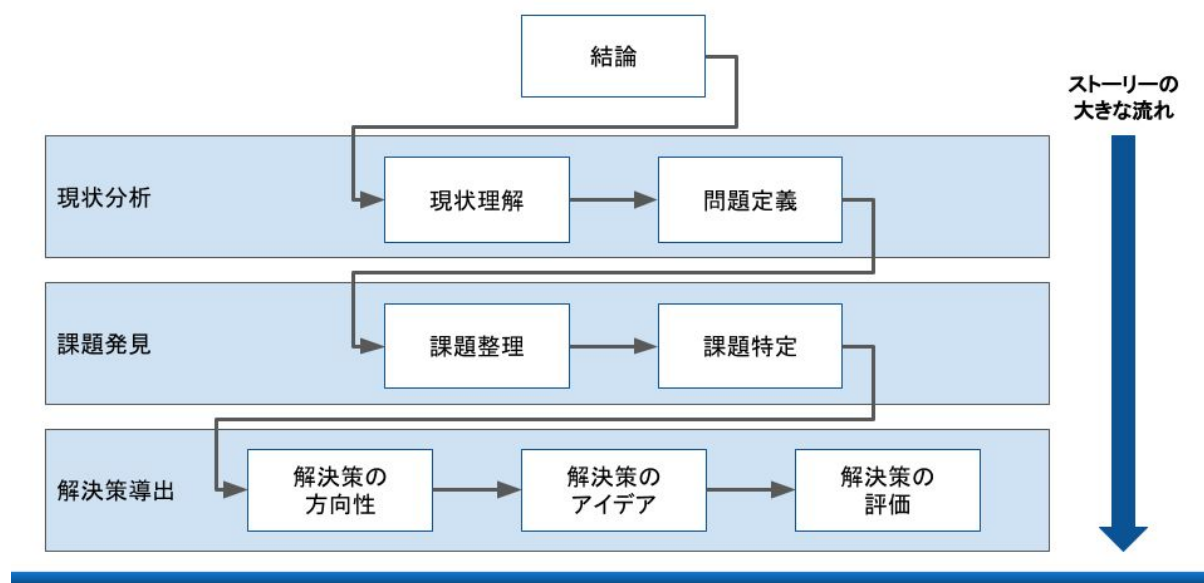 結論
ストーリーの
大きな流れ
現状分析
現状理解
問題定義
課題発見
課題整理
課題特定
解決策導出
解決策の
方向性
解決策の
アイデア
解決策の
評価